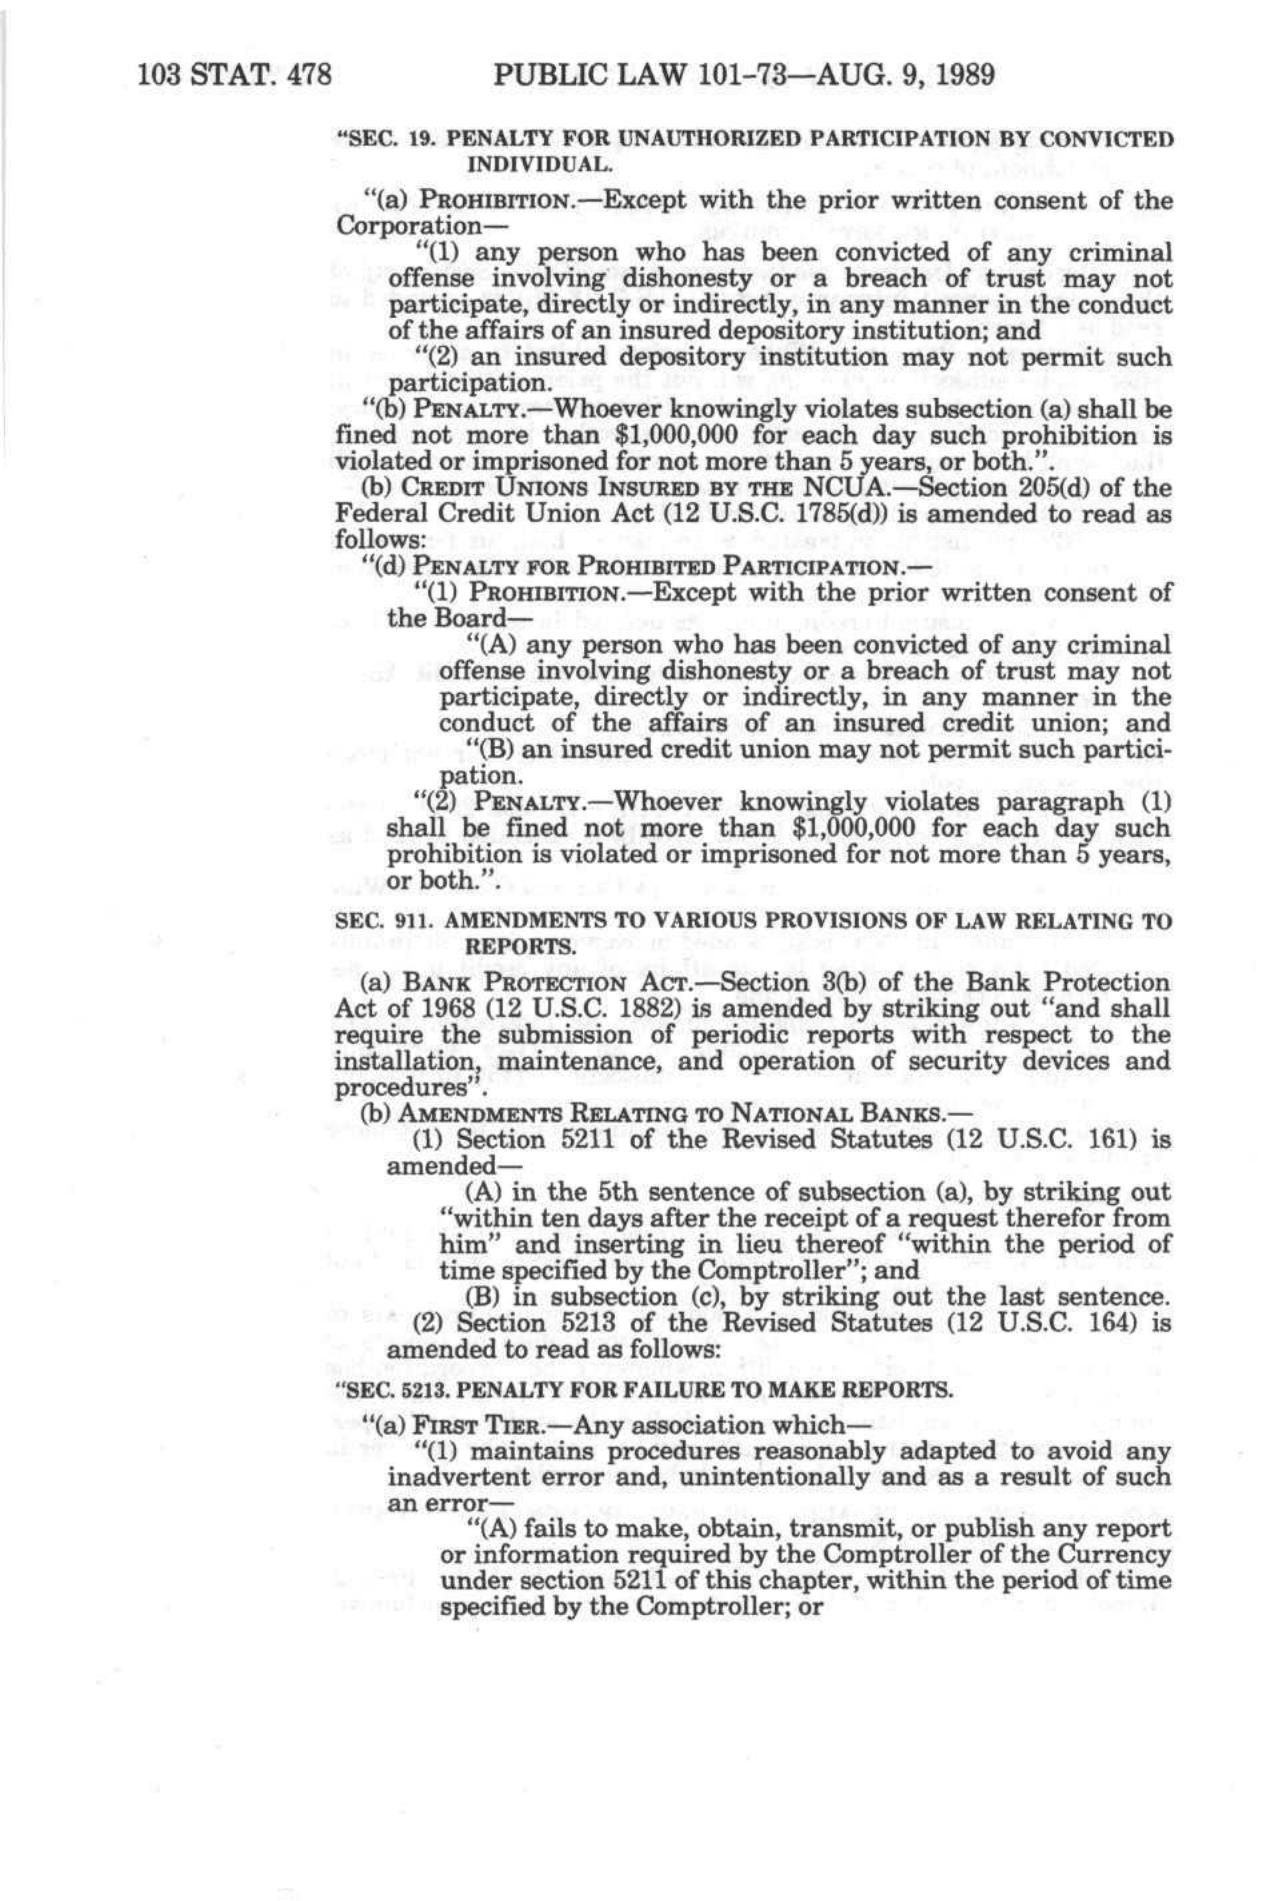 103 STAT. 478 PUBLIC LAW 101-73—AUG. 9, 1989
“SEC. 19. PENALTY FOR UNAUTHORIZED PARTICIPATION BY CONVICTED
INDIVIDUAL.
“(a) PROHIBITION.—Except with the prior written consent of the
Corporation—
“(1) any person who has been convicted of any criminal
offense involving dishonesty or a breach of trust may not
participate, directly or indirectly, in any manner in the conduct
of the affairs of an insured depository institution; and
“(2) an insured depository institution may not permit such
participation.
“(b) PENALTY.—Whoever knowingly violates subsection (a) shall be
fined not more than $1,000,000 for each day such prohibition is
violated or imprisoned for not more than 5 years, or both.”.
(b) CREDIT UNIONS INSURED BY THE NCUA.—Section 205(d) of the
Federal Credit Union Act (12 U.S.C. 1785(d)) is amended to read as
follows:
“(d) PENALTY FOR PROHIBITED PARTICIPATION.—
“(1) PROHIBITION.—Except with the prior written consent of
the Board—
“(A) any person who has been convicted of any criminal
offense involving dishonesty or a breach of trust may not
participate, directly or indirectly, in any manner in the
conduct of the affairs of an insured credit union; and
“(B) an insured credit union may not permit such partici-
pation.
“(2) PENALTY.—Whoever knowingly violates paragraph (1)
shall be fined not more than $1,000,000 for each day such
prohibition is violated or imprisoned for not more than 5 years,
or both.”.
SEC. 911. AMENDMENTS TO VARIOUS PROVISIONS OF LAW RELATING TO
REPORTS.
(a) BANK PROTECTION ACT.—Section 3(b) of the Bank Protection
Act of 1968 (12 U.S.C. 1882) is amended by striking out “and shall
require the submission of periodic reports with respect to the
installation, maintenance, and operation of security devices and
procedures”.
(b) AMENDMENTS RELATING TO NATIONAL BANKS.—
(1) Section 5211 of the Revised Statutes (12 U.S.C. 161) is
amended—
(A) in the 5th sentence of subsection (a), by striking out
“within ten days after the receipt of a request therefor from
him” and inserting in lieu thereof “within the period of
time specified by the Comptroller”; and
(B) in subsection (c), by striking out the last sentence.
(2) Section 5213 of the Revised Statutes (12 U.S.C. 164) is
amended to read as follows:
“SEC. 5213. PENALTY FOR FAILURE TO MAKE REPORTS.
“(a) FIRST TIER.—Any association which—
“(1) maintains procedures reasonably adapted to avoid any
inadvertent error and, unintentionally and as a result of such
an error—
“(A) fails to make, obtain, transmit, or publish any report
or information required by the Comptroller of the Currency
under section 5211 of this chapter, within the period of time
specified by the Comptroller; or